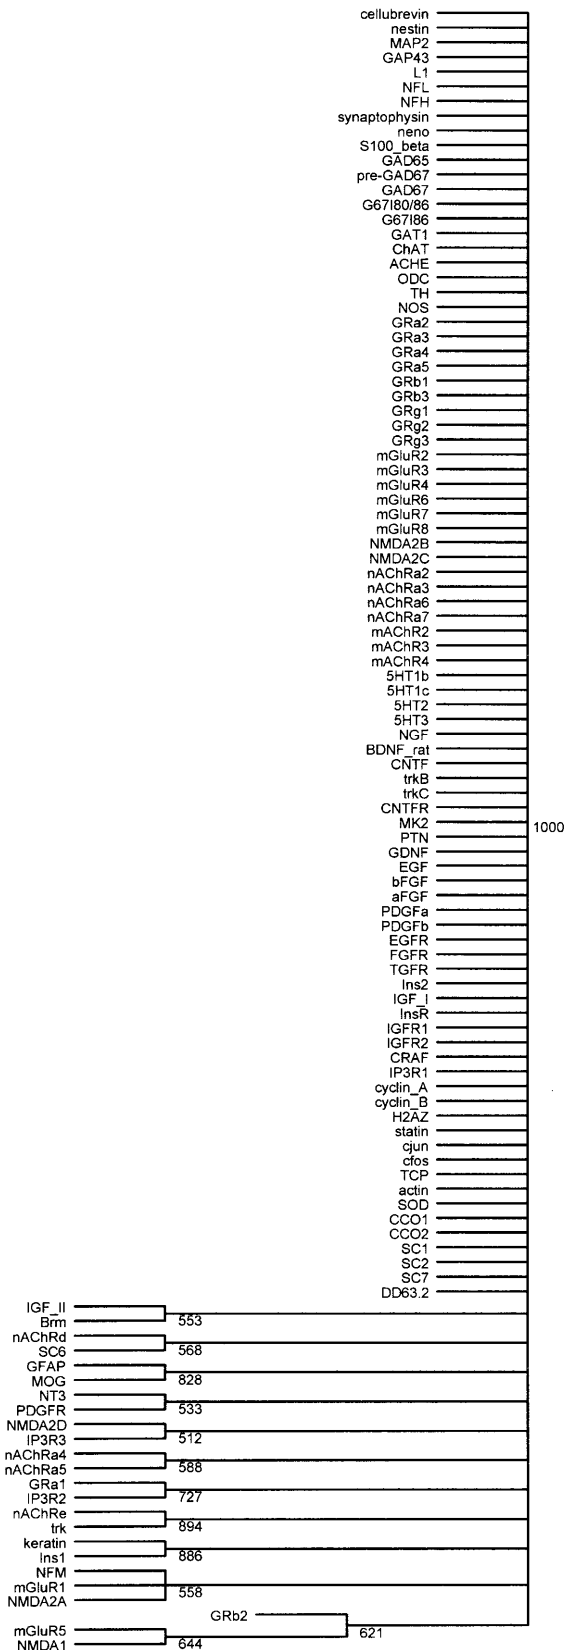 cellubrevin
nestin
MAP2
GAP43
L1
NFL
NFH
synaptophysin
neno
S100_beta
GAD65
pre-GAD67
GAD67
G67I80/86
G67I86
GAT1
ChAT
ACHE
ODC
TH
NOS
GRa2
GRa3
GRa4
GRa5
GRb1
GRb3
GRg1
GRg2
GRg3
mGluR2
mGluR3
mGluR4
mGluR6
mGluR7
mGluR8
NMDA2B
NMDA2C
nAChRa2
nAChRa3
nAChRa6
nAChRa7
mAChR2
mAChR3
mAChR4
5HT1b
5HT1c
5HT2
5HT3
NGF
BDNF_rat
CNTF
trkB
trkC
CNTFR
MK2
1000
PTN
GDNF
EGF
bFGF
aFGF
PDGFa
PDGFb
EGFR
FGFR
TGFR
Ins2
IGF_I
InsR
IGFR1
IGFR2
CRAF
IP3R1
cyclin_A
cyclin_B
H2AZ
statin
cjun
cfos
TCP
actin
SOD
CCO1
CCO2
SC1
SC2
SC7
DD63.2
IGF_II
Brm
553
nAChRd
SC6
568
GFAP
MOG
828
NT3
PDGFR
533
NMDA2D
IP3R3
512
nAChRa4
nAChRa5
588
GRa1
IP3R2
727
nAChRe
trk
894
keratin
Ins1
886
NFM
mGluR1
558
NMDA2A
GRb2
621
mGluR5
NMDA1
644